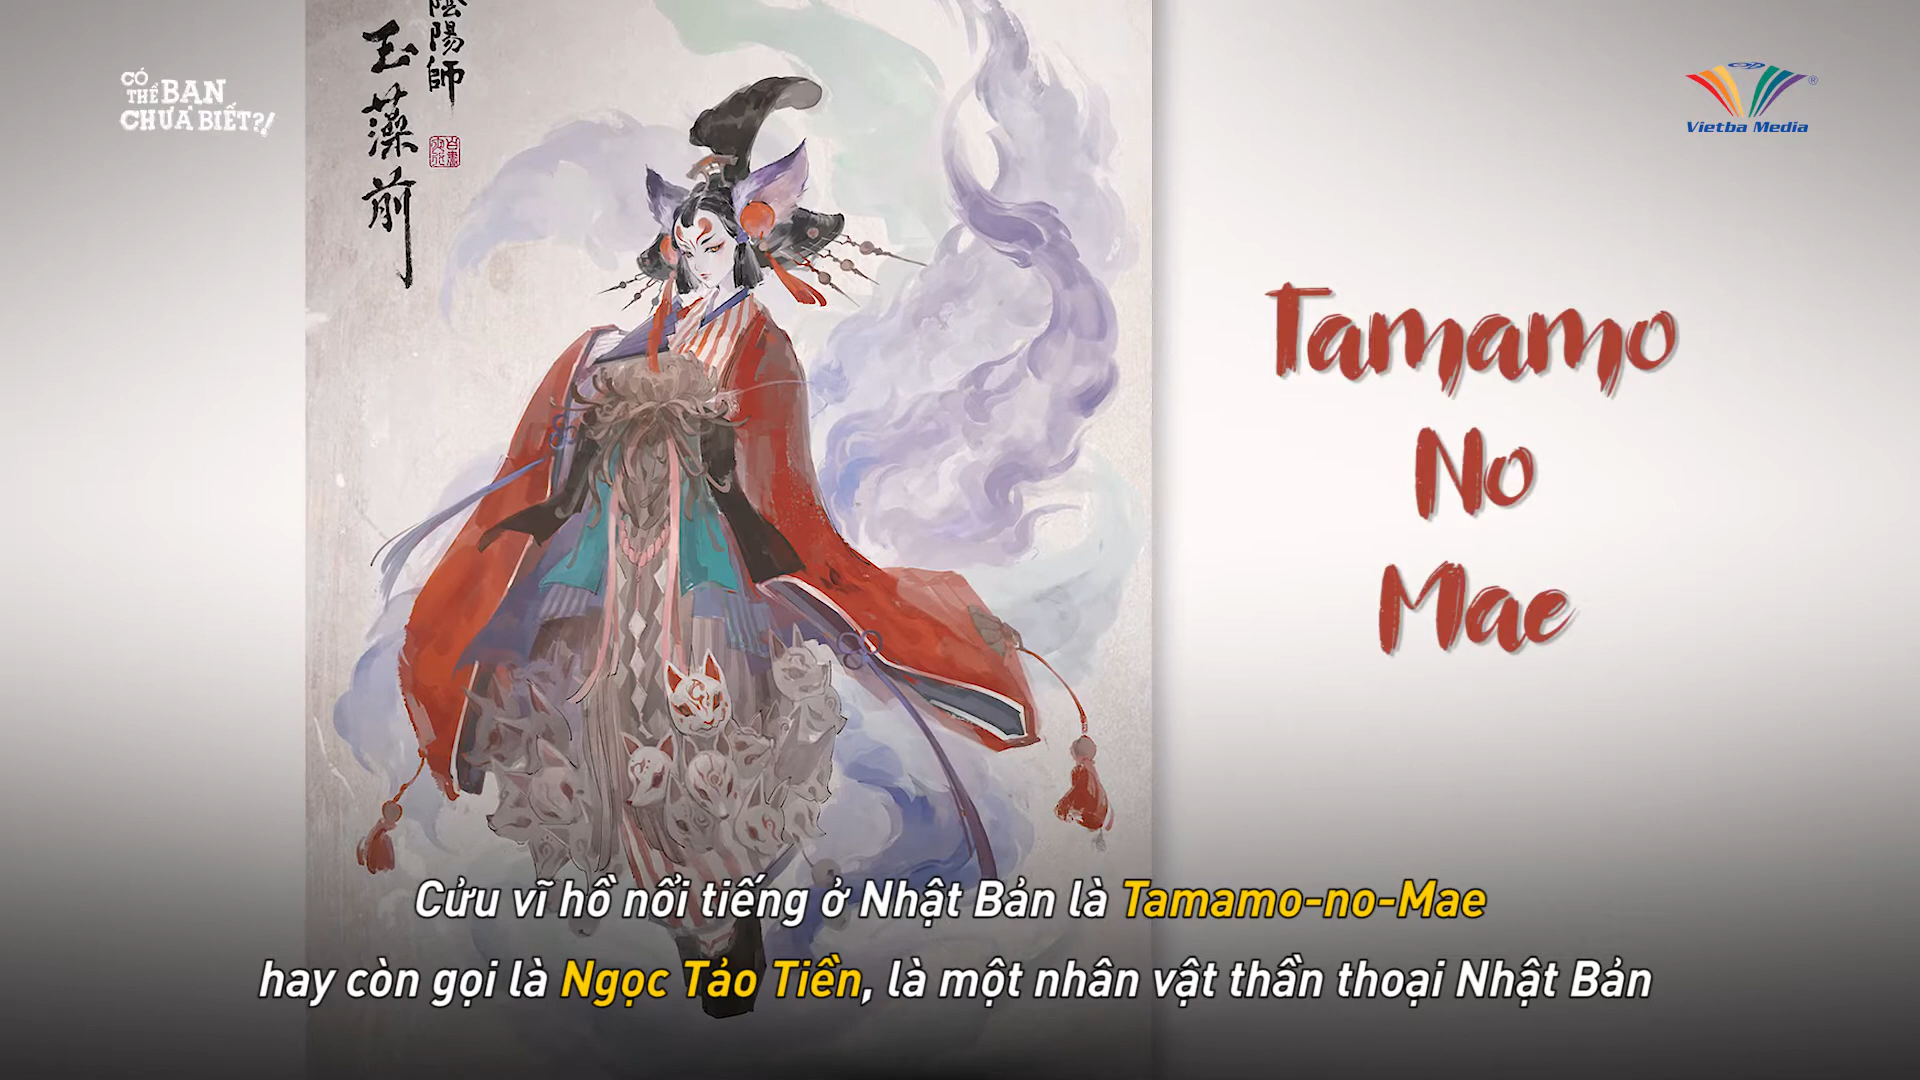 陰陽師
玉藻前
CÓ
THỂ BẠN
CHƯA BIẾT?!
Vietba Media®
Tamamo
No
Mae
Cửu vĩ hồ nổi tiếng ở Nhật Bản là Tamamo-no-Mae
hay còn gọi là Ngọc Tảo Tiền, là một nhân vật thần thoại Nhật Bản